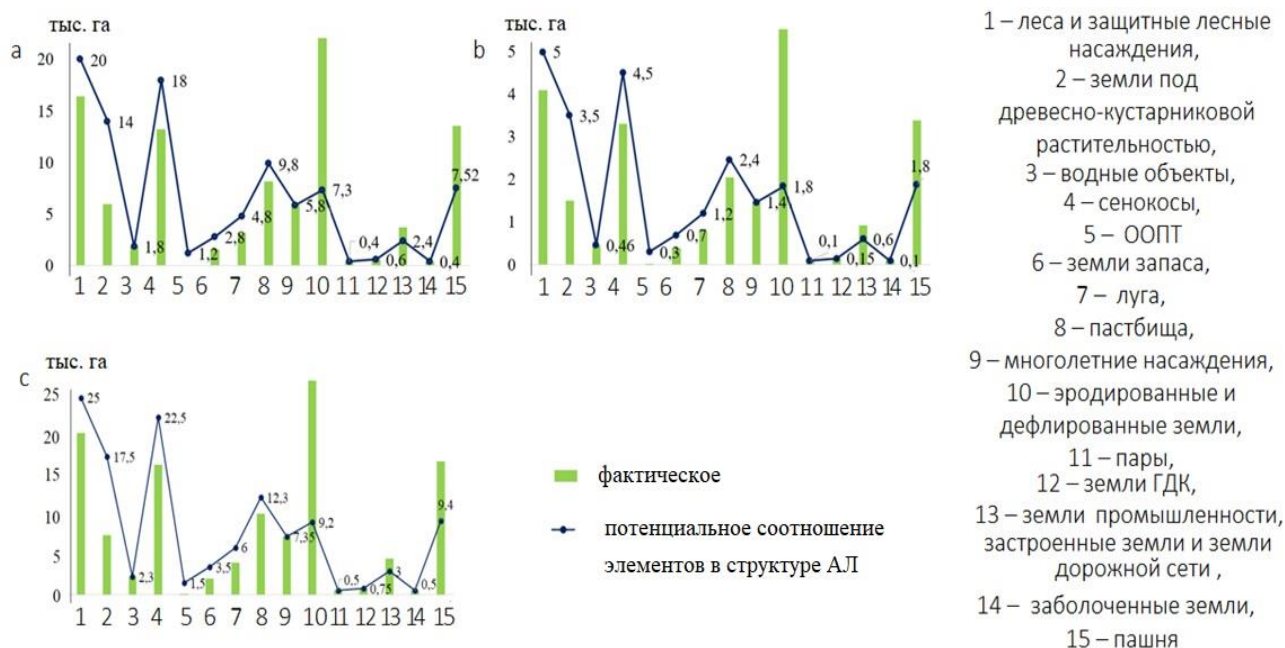 тыс. га
a
20
15
10
5
0
20
14
1,8
18
1,2
2,8
4,8
9,8
5,8
7,3
0,4
0,6
2,4
0,4
7,52
1 2 3 4 5 6 7 8 9 10 11 12 13 14 15
тыс. га
b
5
4
3
2
1
0
5
3,5
0,46
4,5
0,3
0,7
1,2
2,4
1,4
1,8
0,1
0,15
0,6
0,1
1,8
1 2 3 4 5 6 7 8 9 10 11 12 13 14 15
тыс. га
c
25
20
15
10
5
0
25
17,5
2,3
22,5
1,5
3,5
6
12,3
7,35
9,2
0,5
0,75
3
0,5
9,4
1 2 3 4 5 6 7 8 9 10 11 12 13 14 15
фактическое
потенциальное соотношение
элементов в структуре АЛ
1 – леса и защитные лесные
насаждения,
2 – земли под
древесно-кустарниковой
растительностью,
3 – водные объекты,
4 – сенокосы,
5 – ООПТ
6 – земли запаса,
7 – луга,
8 – пастбища,
9 – многолетние насаждения,
10 – эродированные и
дефлированные земли,
11 – пары,
12 – земли ГДК,
13 – земли промышленности,
застроенные земли и земли
дорожной сети ,
14 – заболоченные земли,
15 – пашня